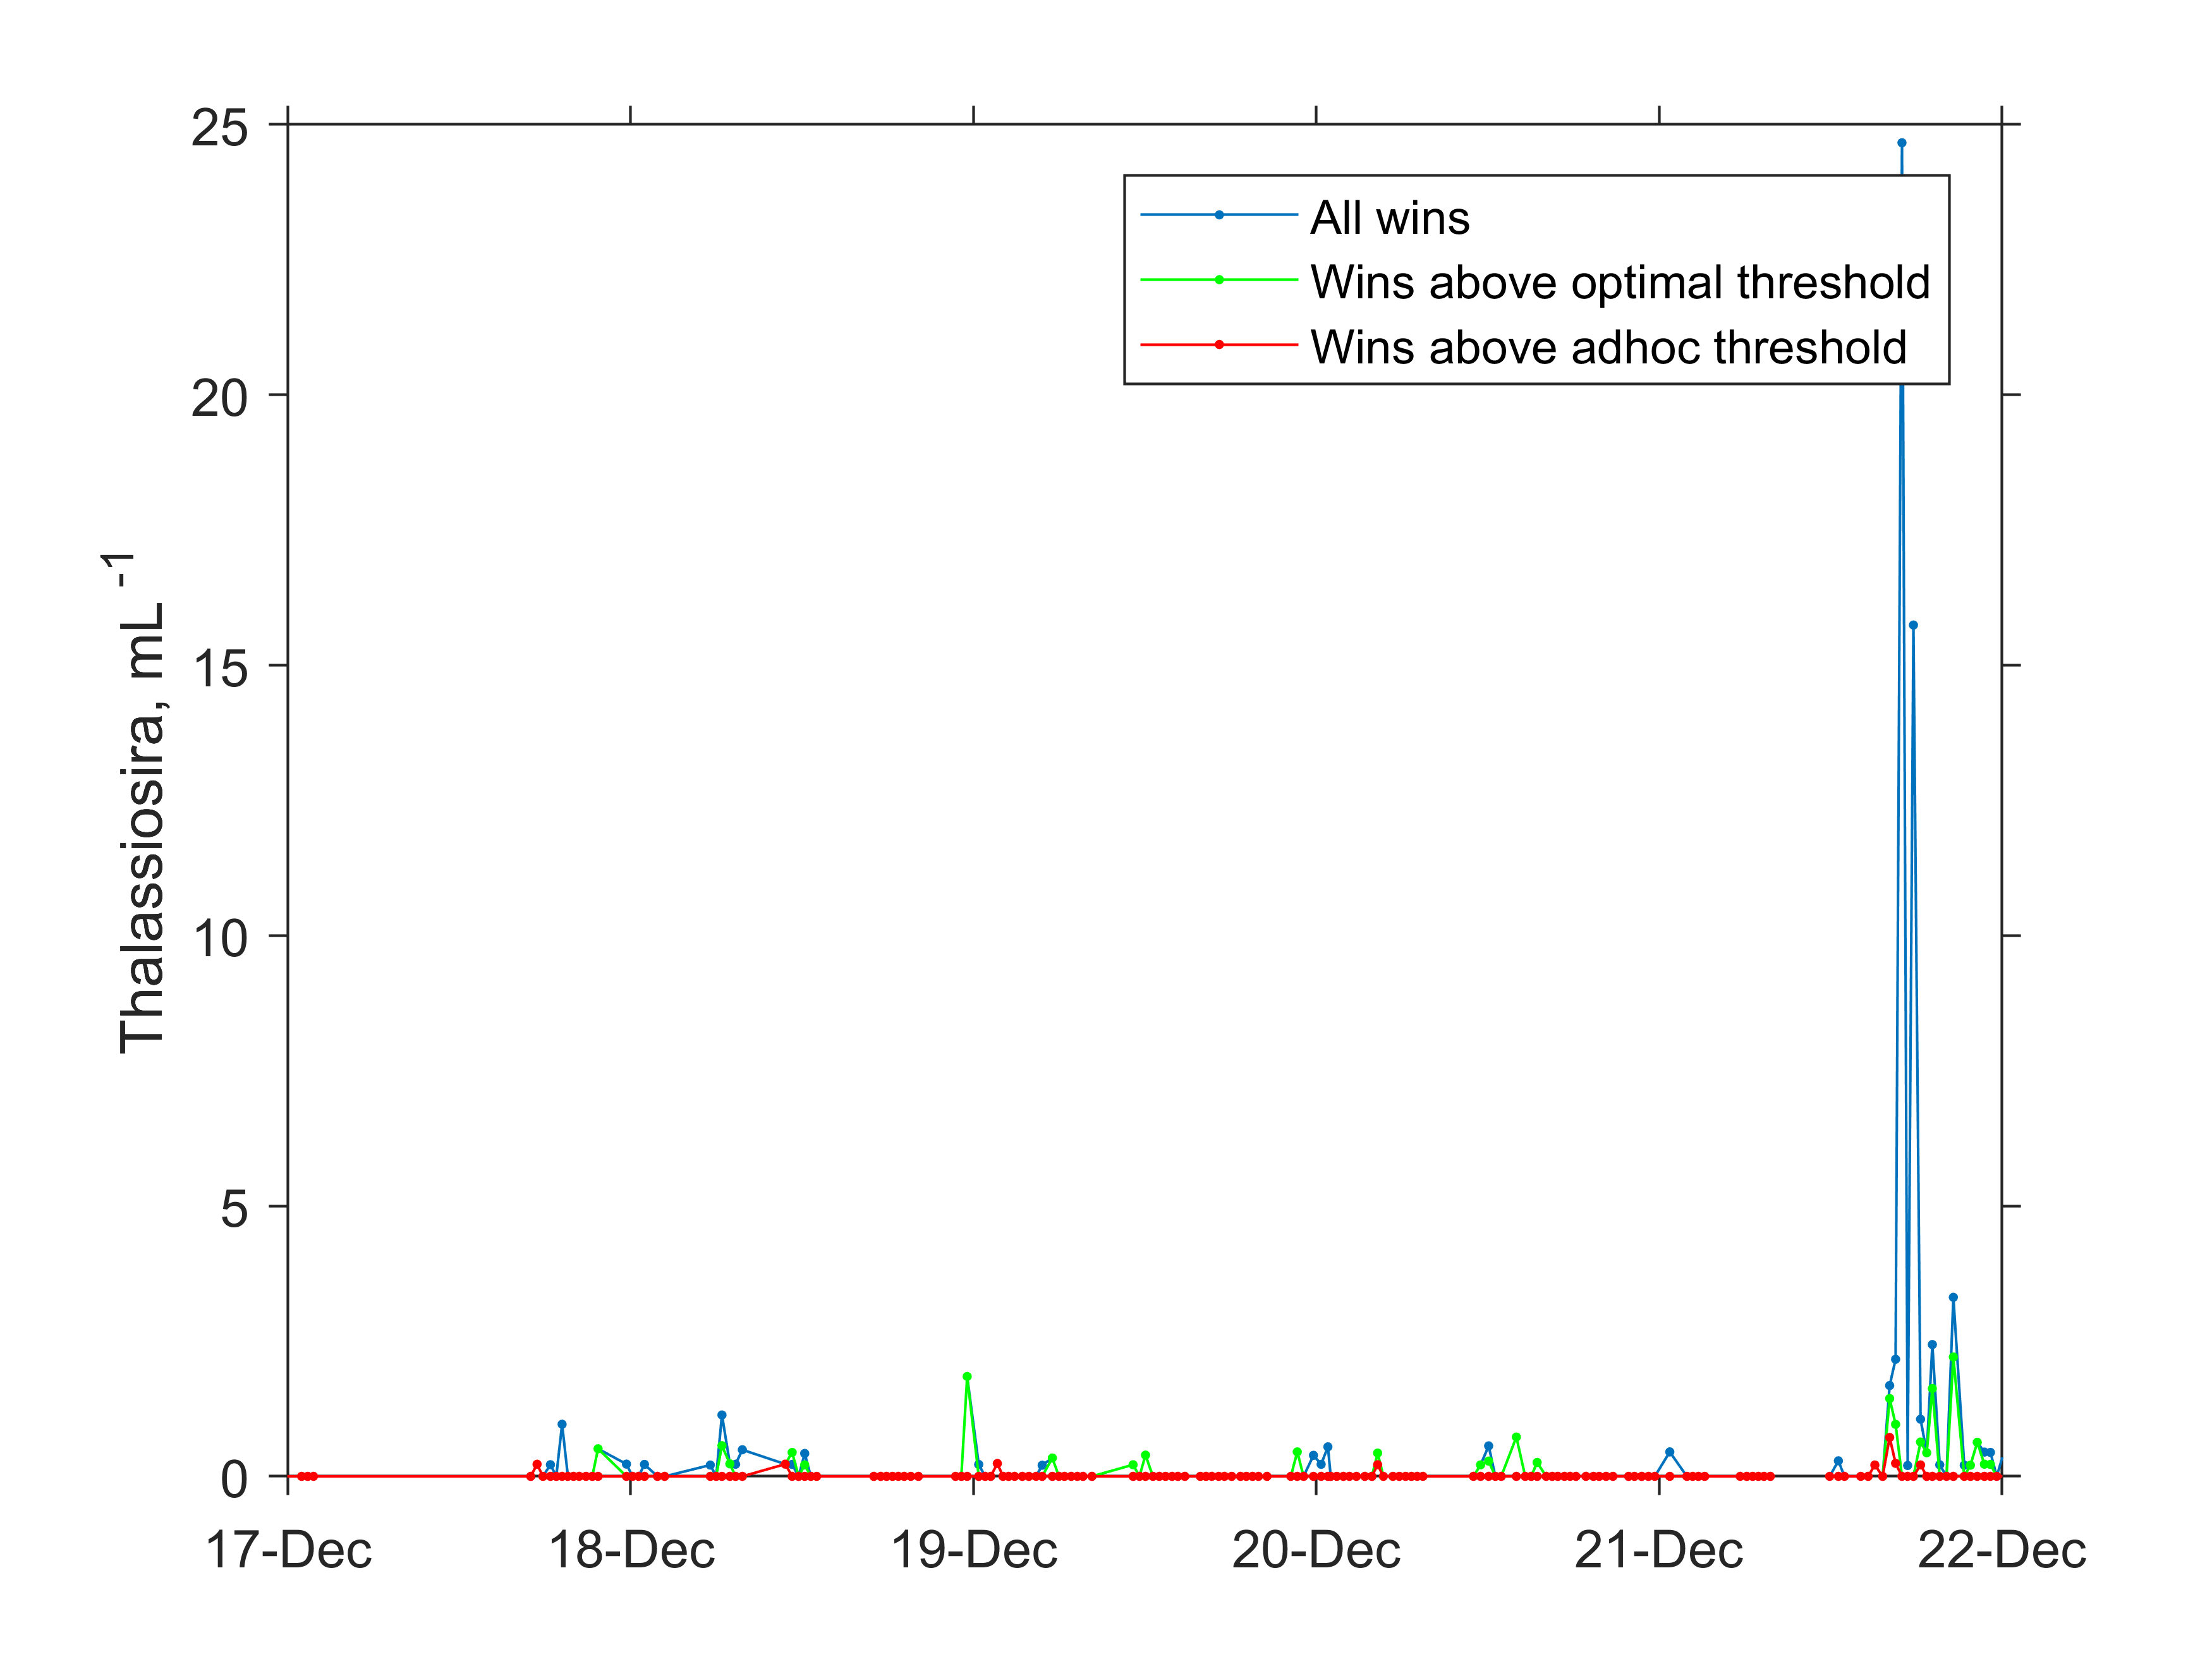 25
20
15
10
5
0
Thalassiosira, mL⁻¹
All wins
Wins above optimal threshold
Wins above adhoc threshold
17-Dec
18-Dec
19-Dec
20-Dec
21-Dec
22-Dec